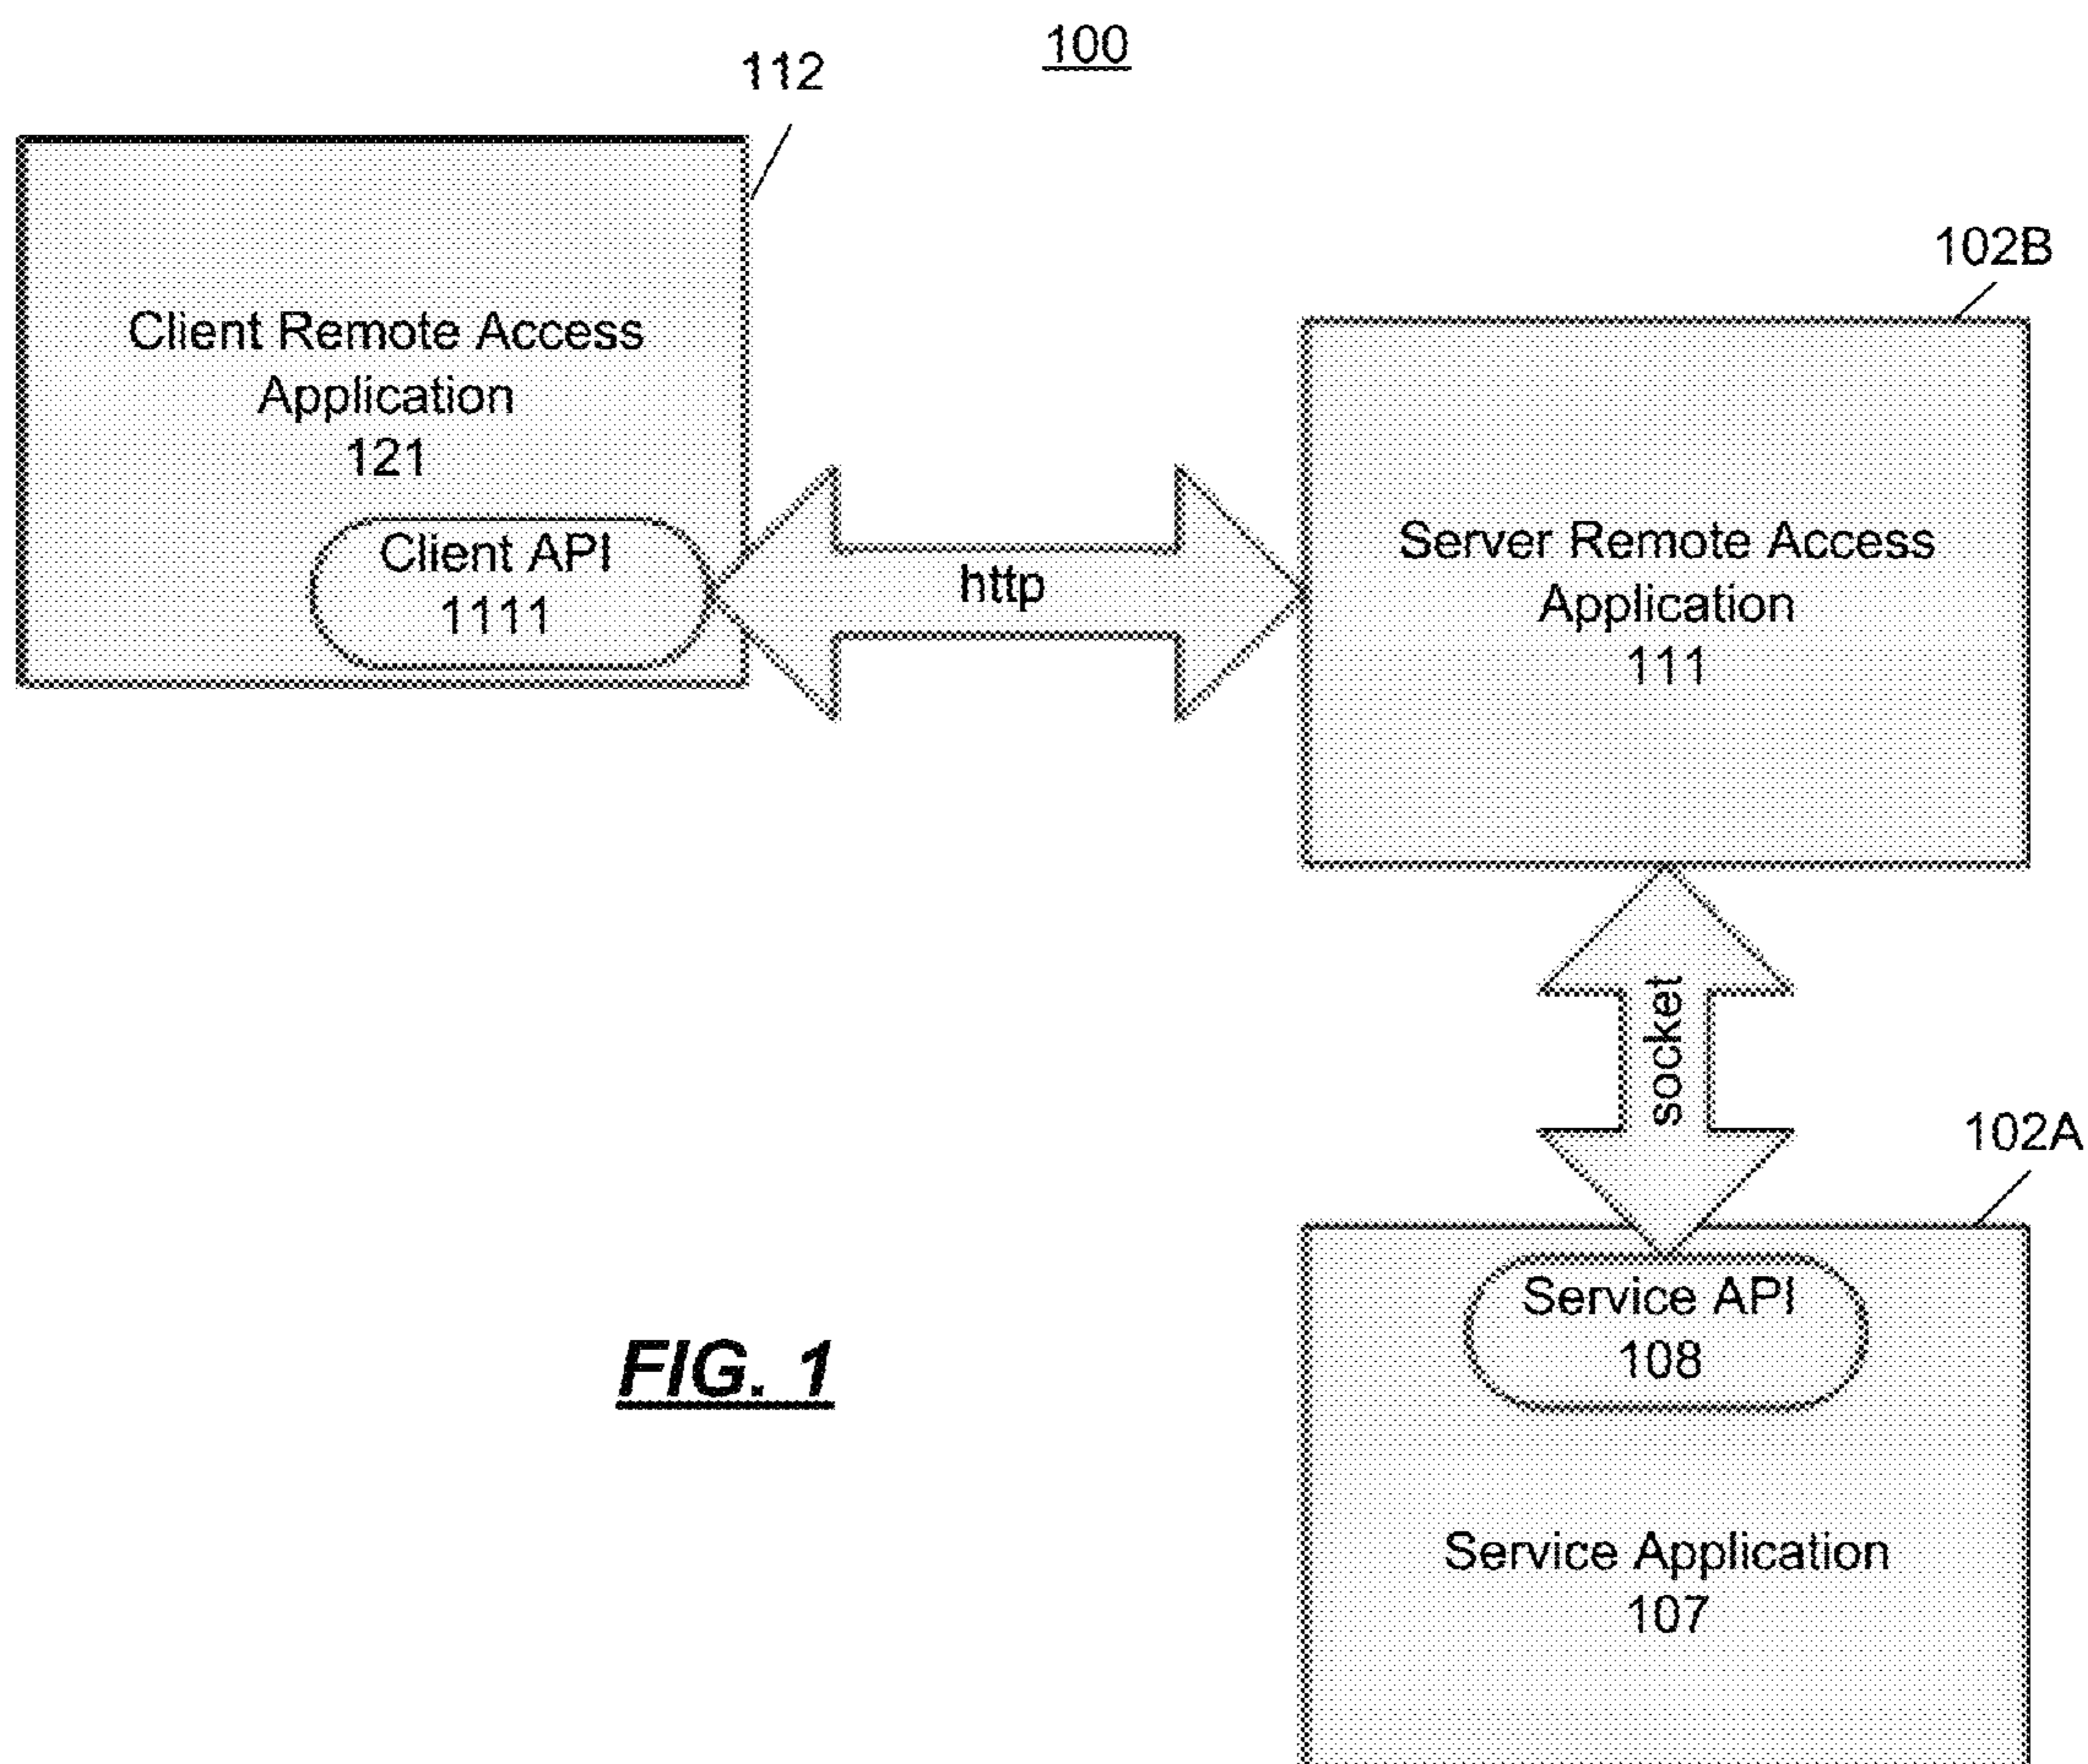 100
112
Client Remote Access
Application
121
Client API
1111
http
102B
Server Remote Access
Application
111
socket
102A
Service API
108
Service Application
107
FIG. 1